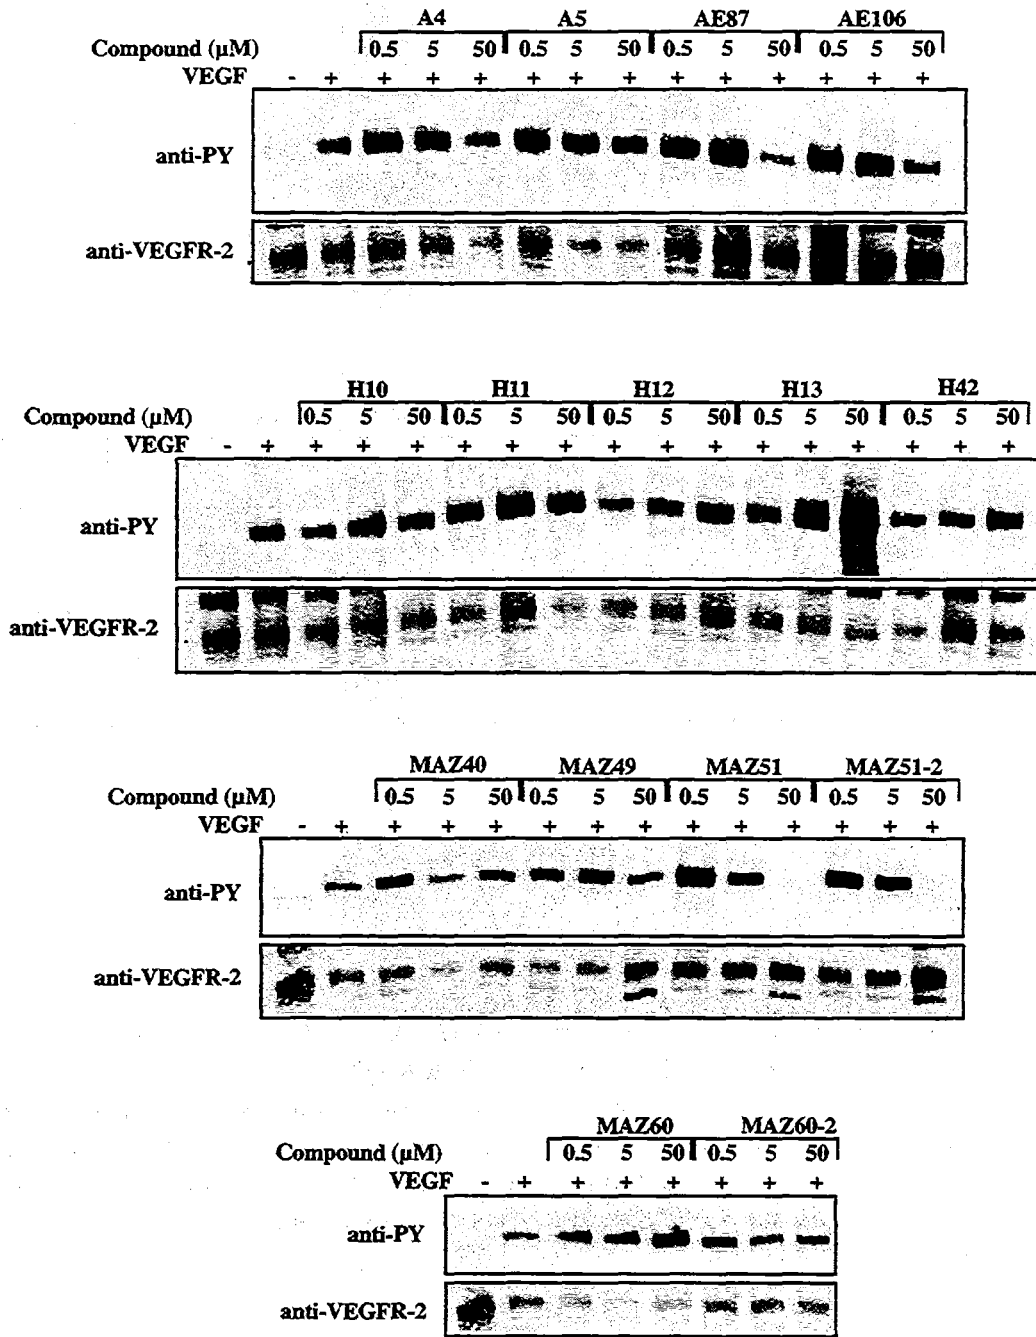 A4 A5 AE87 AE106
Compound (µM) 0.5 5 50 0.5 5 50 0.5 5 50 0.5 5 50
VEGF - + + + + + + + + + + + + +
anti-PY
anti-VEGFR-2
H10 H11 H12 H13 H42
Compound (µM) 0.5 5 50 0.5 5 50 0.5 5 50 0.5 5 50 0.5 5 50
VEGF - + + + + + + + + + + + + + + + +
anti-PY
anti-VEGFR-2
MAZ40 MAZ49 MAZ51 MAZ51-2
Compound (µM) 0.5 5 50 0.5 5 50 0.5 5 50 0.5 5 50
VEGF - + + + + + + + + + + + + +
anti-PY
anti-VEGFR-2
MAZ60 MAZ60-2
Compound (µM) 0.5 5 50 0.5 5 50
VEGF - + + + + + + +
anti-PY
anti-VEGFR-2